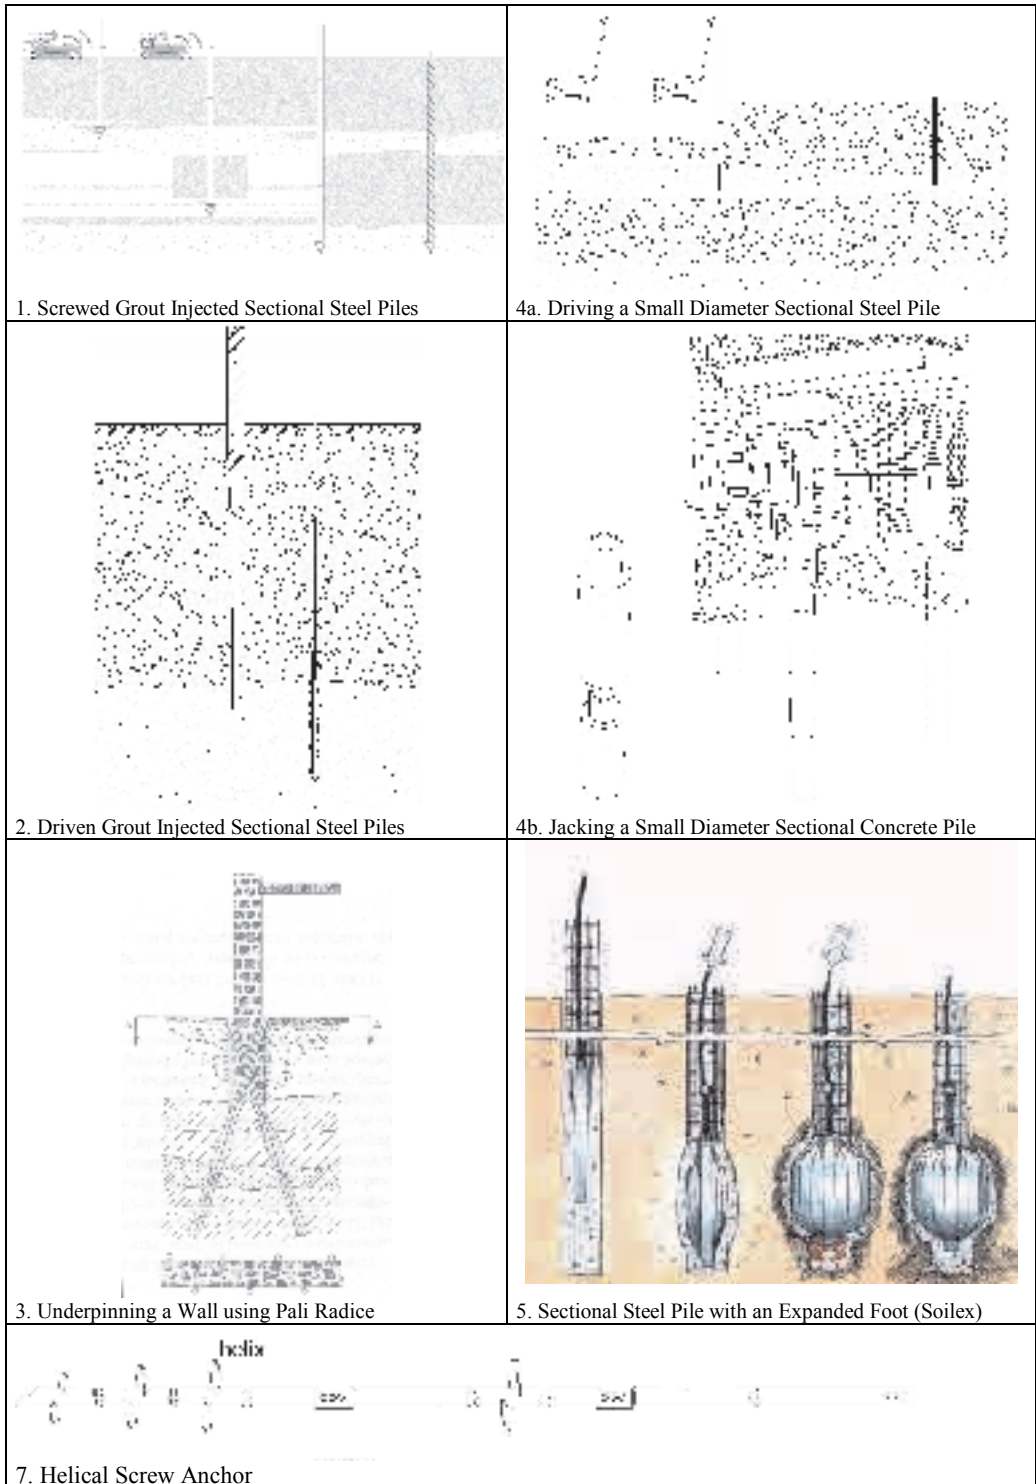 1. Screwed Grout Injected Sectional Steel Piles
4a. Driving a Small Diameter Sectional Steel Pile
2. Driven Grout Injected Sectional Steel Piles
4b. Jacking a Small Diameter Sectional Concrete Pile
3. Underpinning a Wall using Pali Radice
5. Sectional Steel Pile with an Expanded Foot (Soilex)
helix
7. Helical Screw Anchor